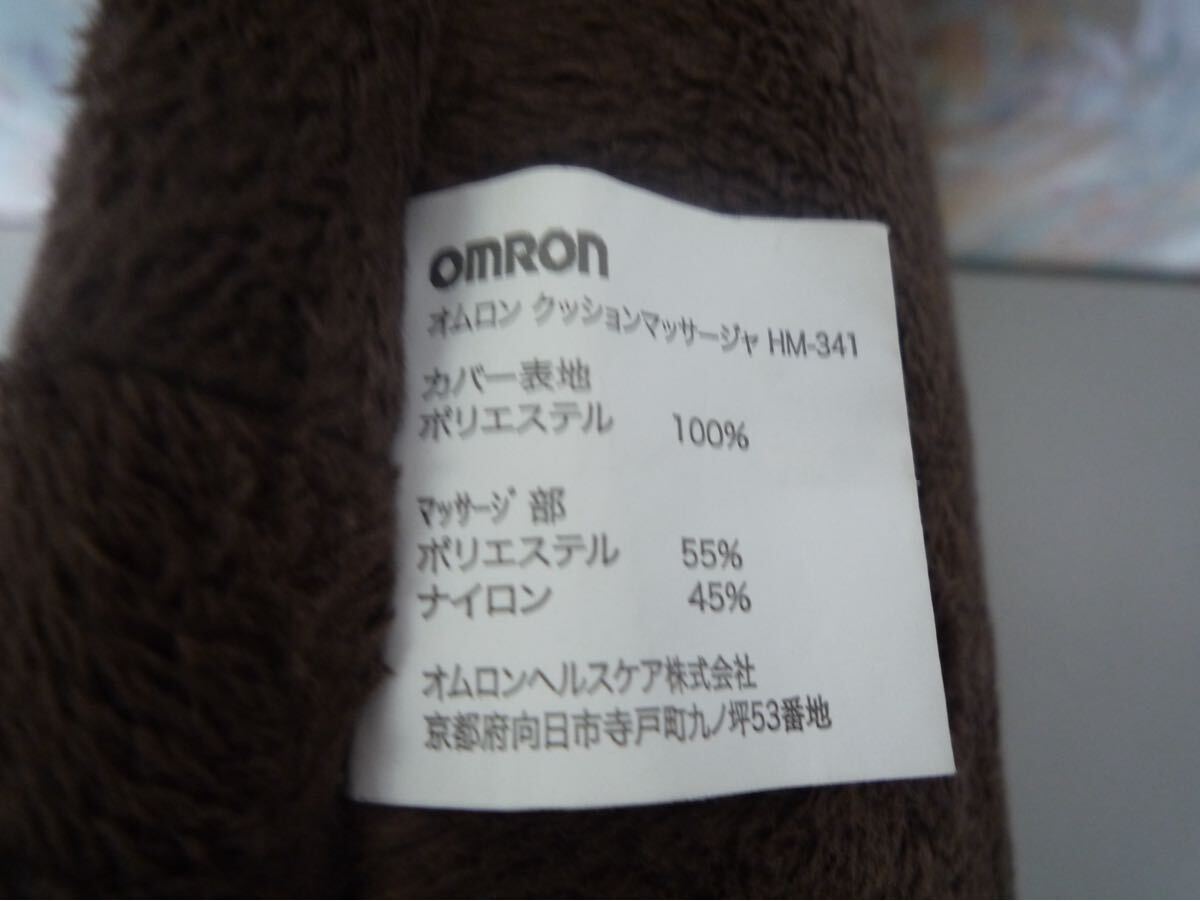 OMRON
オムロン クッションマッサージャ HM-341
カバー表地
ポリエステル 100%
マッサージ部
ポリエステル 55%
ナイロン 45%
オムロンヘルスケア株式会社
京都府向日市寺戸町九ノ坪53番地